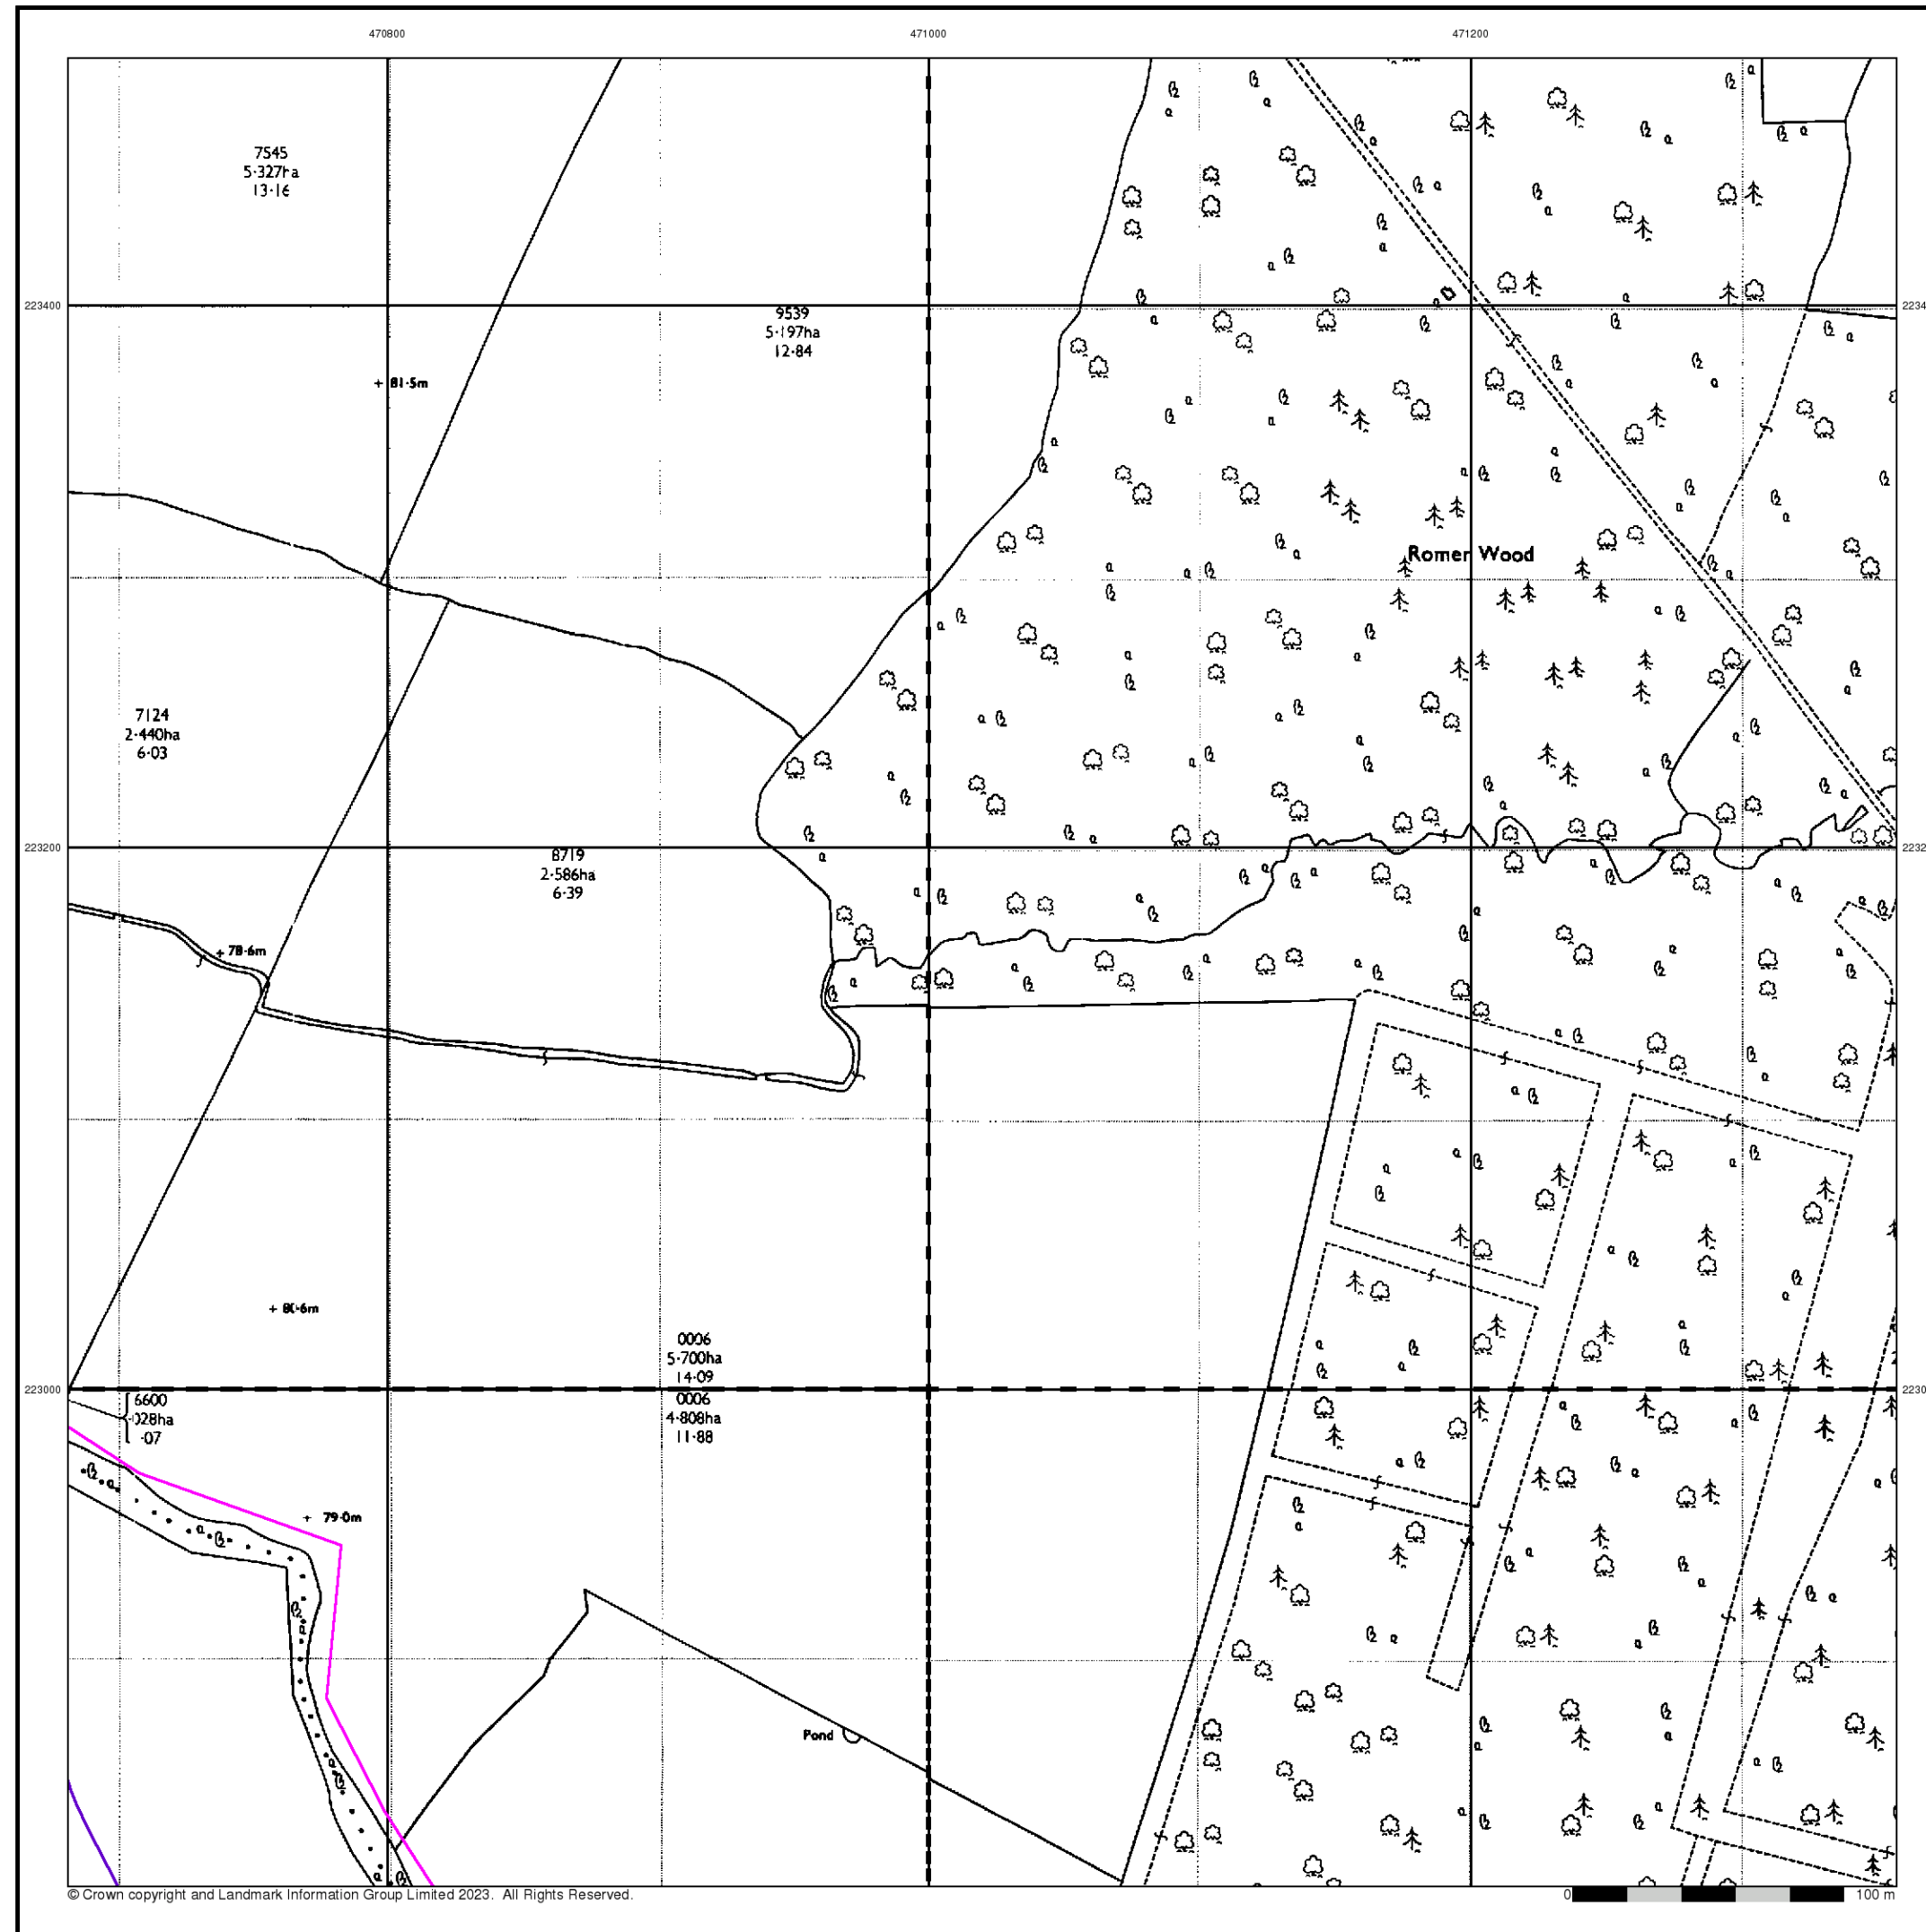 470800
471000
471200
7545
5·327ha
13·16
223400
9539
5·197ha
12·84
+ 81·5m
Romer Wood
7124
2·440ha
6·03
223200
8719
2·586ha
6·39
+ 78·6m
+ 80·6m
0006
5·700ha
14·09
223000
6600
·028ha
·07
0006
4·808ha
11·88
+ 79·0m
Pond
© Crown copyright and Landmark Information Group Limited 2023. All Rights Reserved.
0 100 m